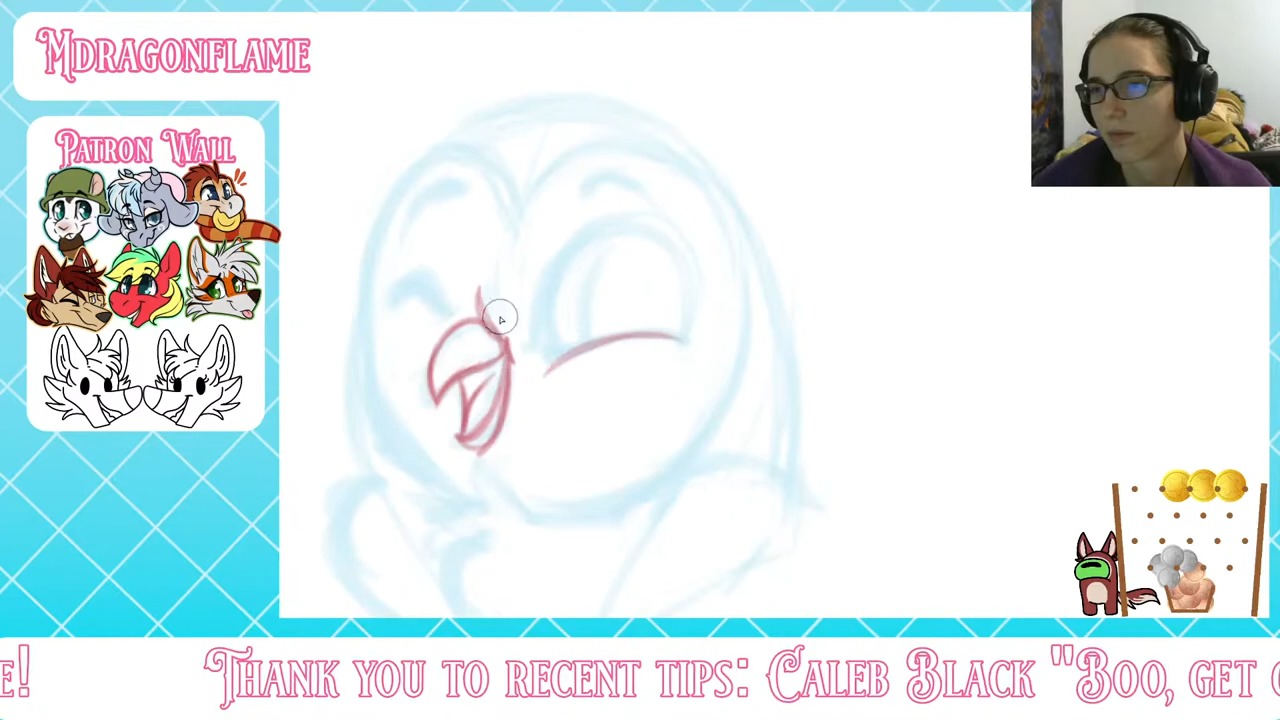 Mdragonflame
Patron Wall
e!
Thank you to recent tips: Caleb Black "Boo, get